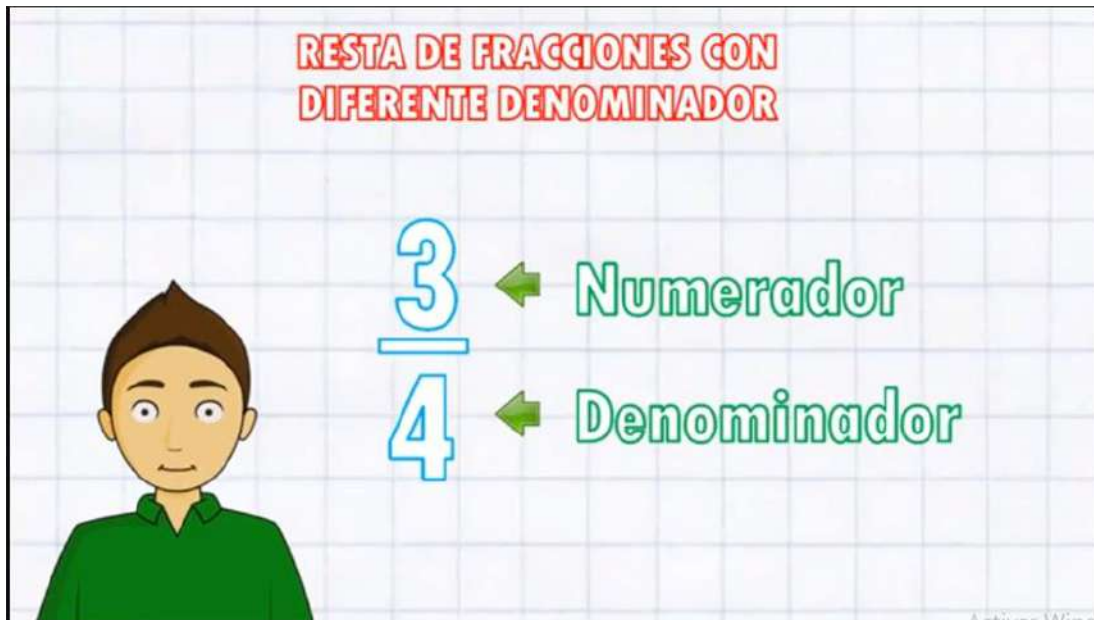 RESTA DE FRACCIONES CON
DIFERENTE DENOMINADOR
3
Numerador
4
Denominador